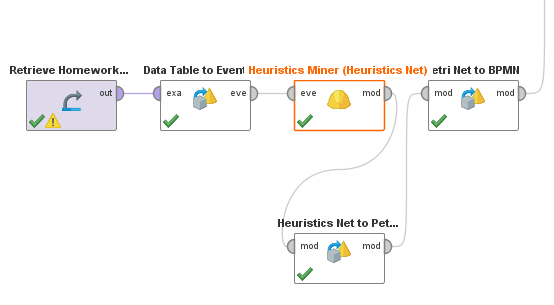 Retrieve Homework...
Data Table to Event
Heuristics Miner (Heuristics Net)
etri Net to BPMN
out
exa
eve
eve
mod
mod
mod
Heuristics Net to Pet...
mod
mod